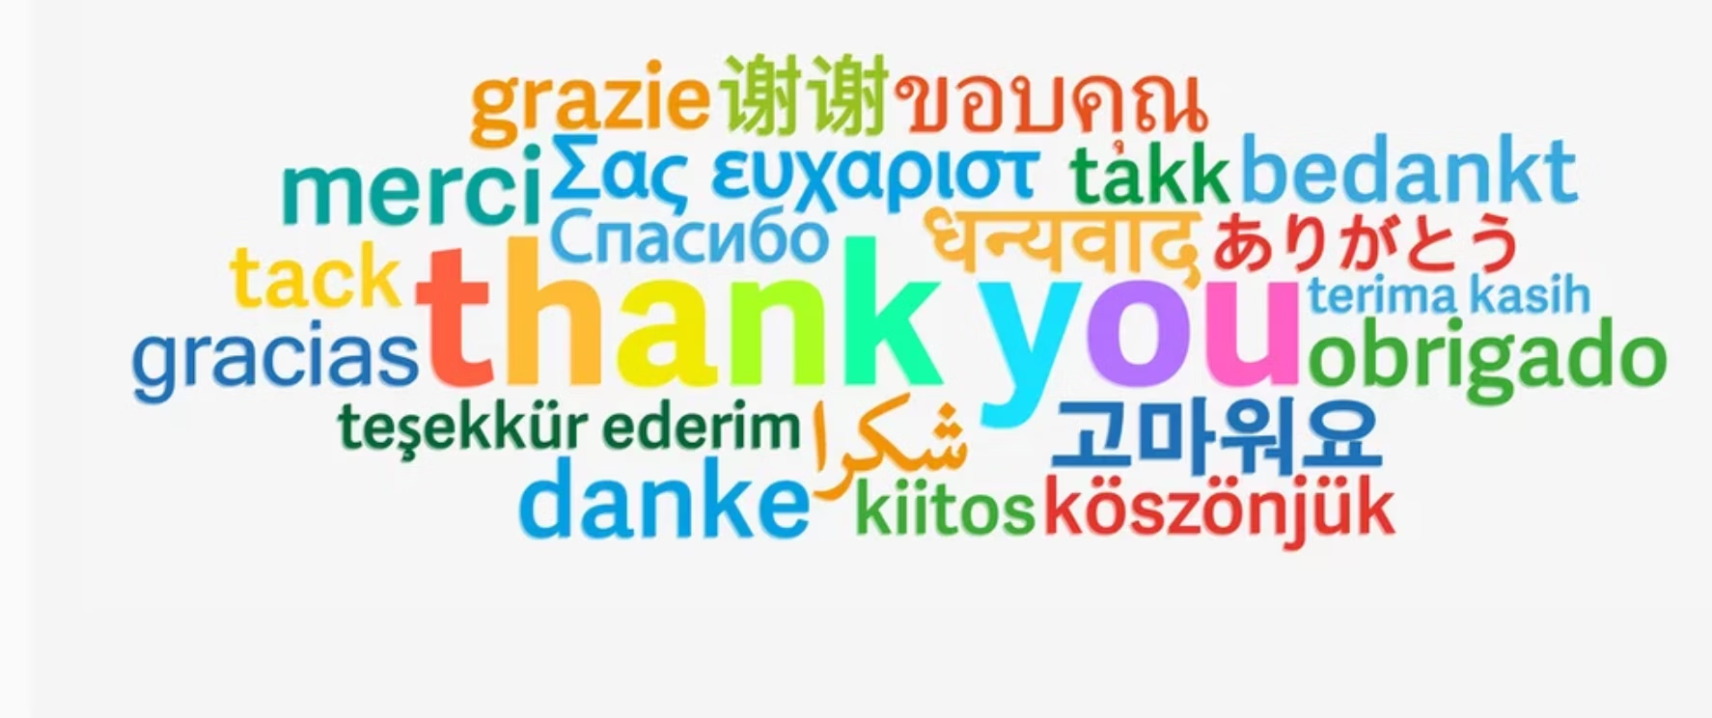 grazie 谢谢 ขอบคุณ
merci Σας ευχαριστ takk bedankt
Спасибо धन्यवाद ありがとう
tack thank you terima kasih
gracias obrigado
teşekkür ederim شكرا 고마워요
danke kiitos köszönjük